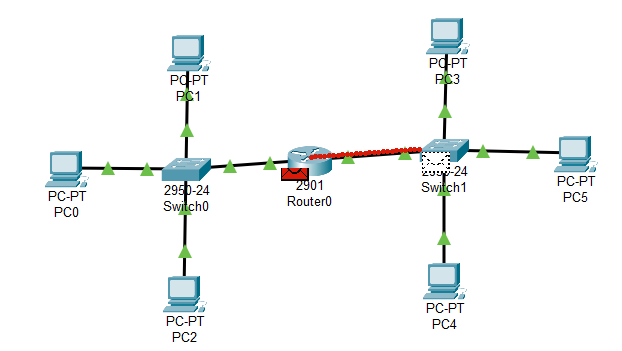 PC-PT
PC1
PC-PT
PC3
PC-PT
PC0
2950-24
Switch0
2901
Router0
-24
Switch1
PC-PT
PC5
PC-PT
PC2
PC-PT
PC4